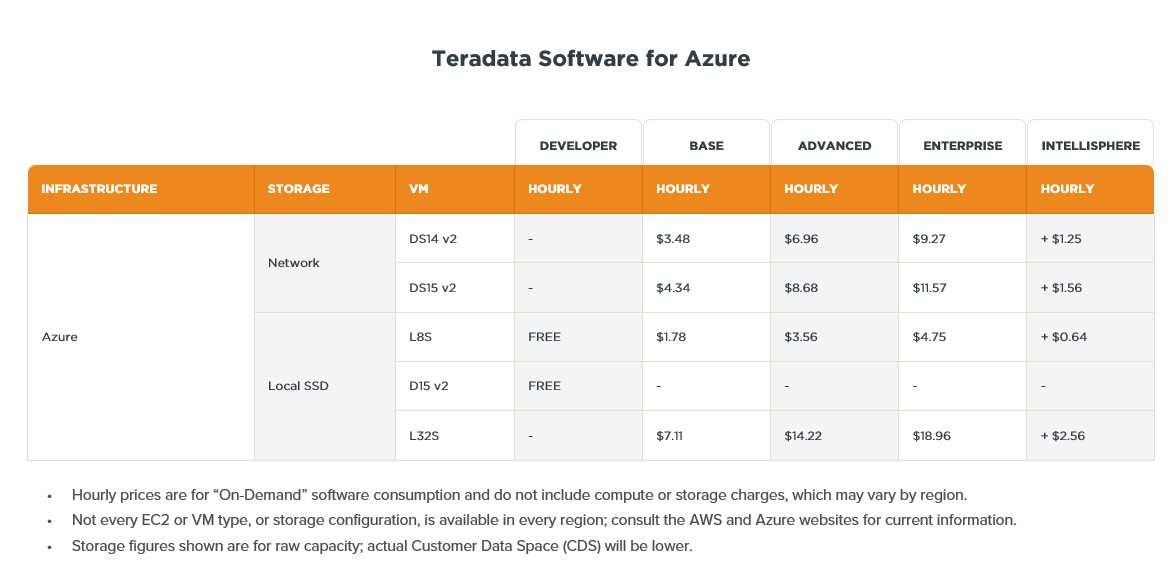 Teradata Software for Azure
DEVELOPER BASE ADVANCED ENTERPRISE INTELLISPHERE
INFRASTRUCTURE STORAGE VM HOURLY HOURLY HOURLY HOURLY HOURLY
Azure
Network
DS14 v2 - $3.48 $6.96 $9.27 + $1.25
DS15 v2 - $4.34 $8.68 $11.57 + $1.56
Local SSD
L8S FREE $1.78 $3.56 $4.75 + $0.64
D15 v2 FREE - - - -
L32S - $7.11 $14.22 $18.96 + $2.56
• Hourly prices are for “On-Demand” software consumption and do not include compute or storage charges, which may vary by region.
• Not every EC2 or VM type, or storage configuration, is available in every region; consult the AWS and Azure websites for current information.
• Storage figures shown are for raw capacity; actual Customer Data Space (CDS) will be lower.